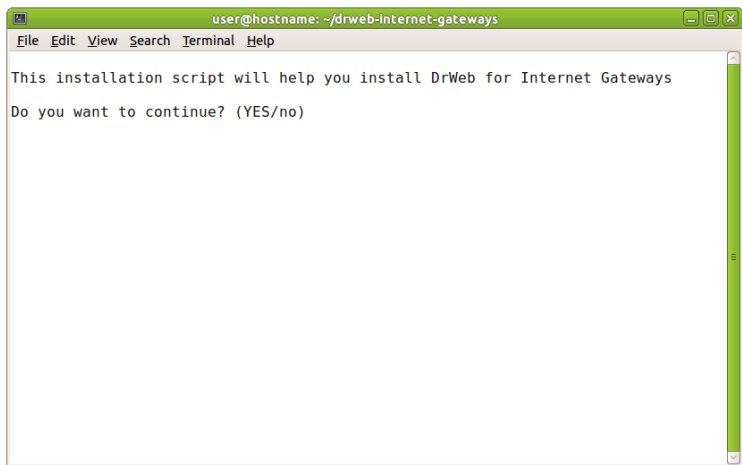 user@hostname: ~/drweb-internet-gateways
File Edit View Search Terminal Help
This installation script will help you install DrWeb for Internet Gateways
Do you want to continue? (YES/no)